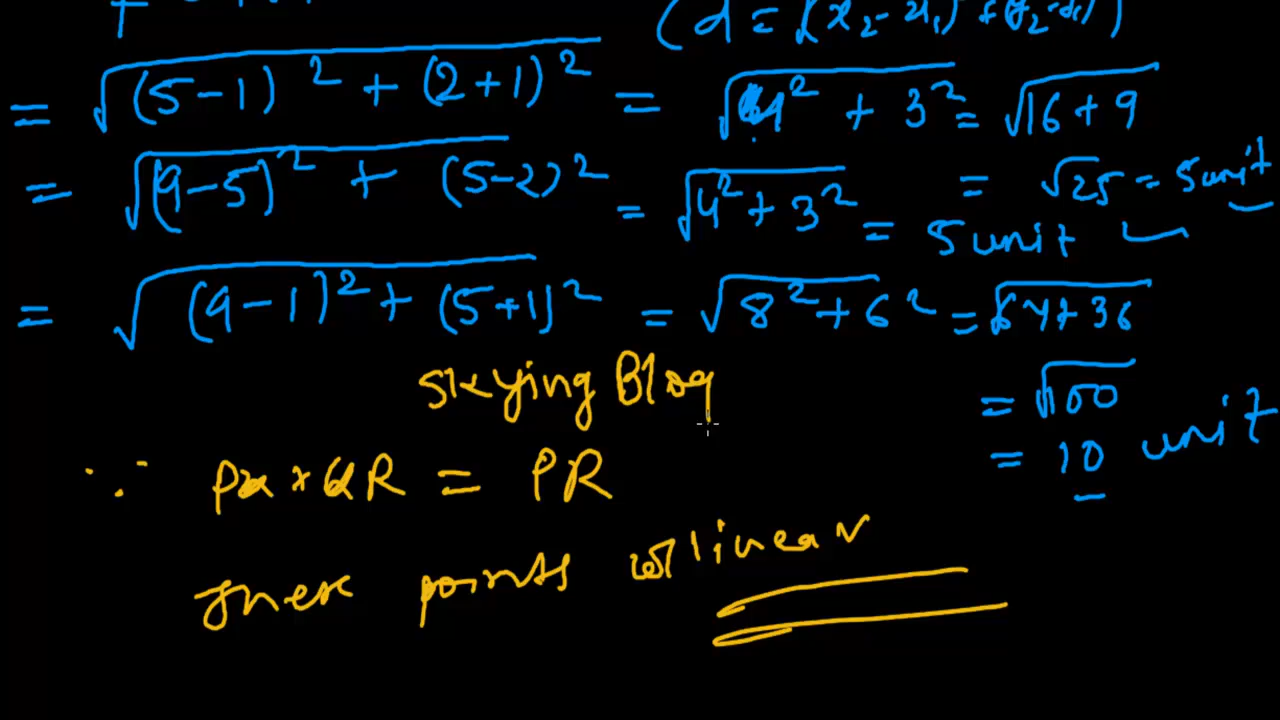 (d = √(x₂-x₁)² + (y₂-y₁)²)
= √(5-1)² + (2+1)² = √4² + 3² = √16+9
= √25 = 5 unit
= √(9-5)² + (5-2)² = √4² + 3² = 5 unit
= √(9-1)² + (5+1)² = √8² + 6² = √64+36
= √100
= 10 unit
Skying Blog
∵ PQ + QR = PR
These points collinear